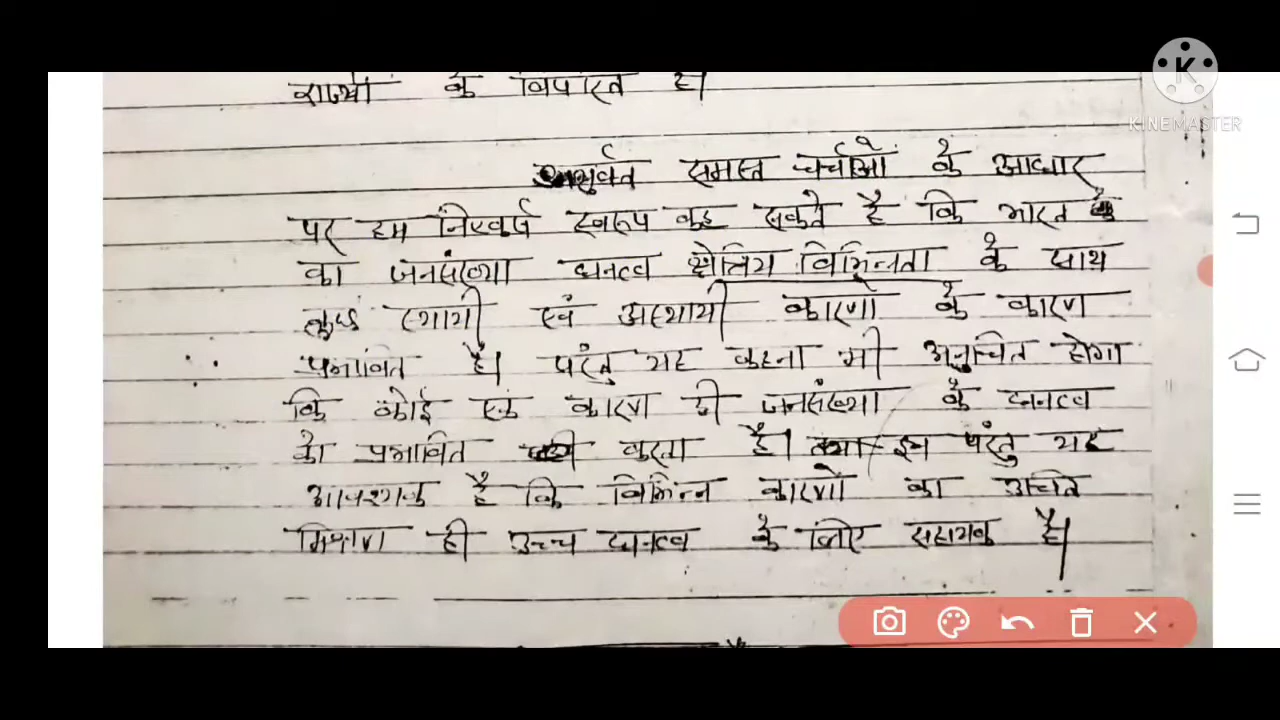 राज्यों के विपरित है।
KINEMASTER
समस्त चर्चाओं के आधार
पर हम निष्कर्ष स्वरूप कह सकते है कि भारत
का जनसंख्या घनत्व क्षेत्रिय विभिन्नता के साथ
कुछ स्थायी एवं अस्थायी कारणों के कारण
प्रभावित है। परंतु यह कहना भी अनुचित होगा
कि कोई एक कारण ही जनसंख्या के घनत्व
को प्रभावित करता है। परंतु यह
आवश्यक है कि विभिन्न कारणों का उचित
मिश्रण ही उच्च घनत्व के लिए सहायक है।